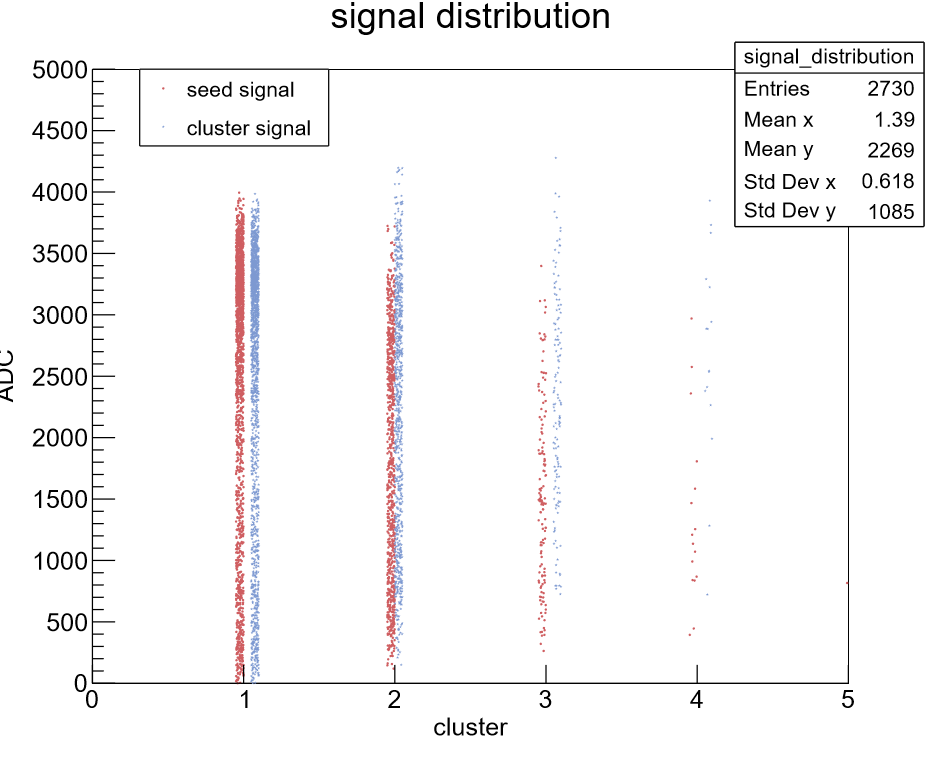 signal distribution
signal_distribution
Entries 2730
Mean x 1.39
Mean y 2269
Std Dev x 0.618
Std Dev y 1085
seed signal
cluster signal
5000
4500
4000
3500
3000
2500
2000
1500
1000
500
0
ADC
0 1 2 3 4 5
cluster